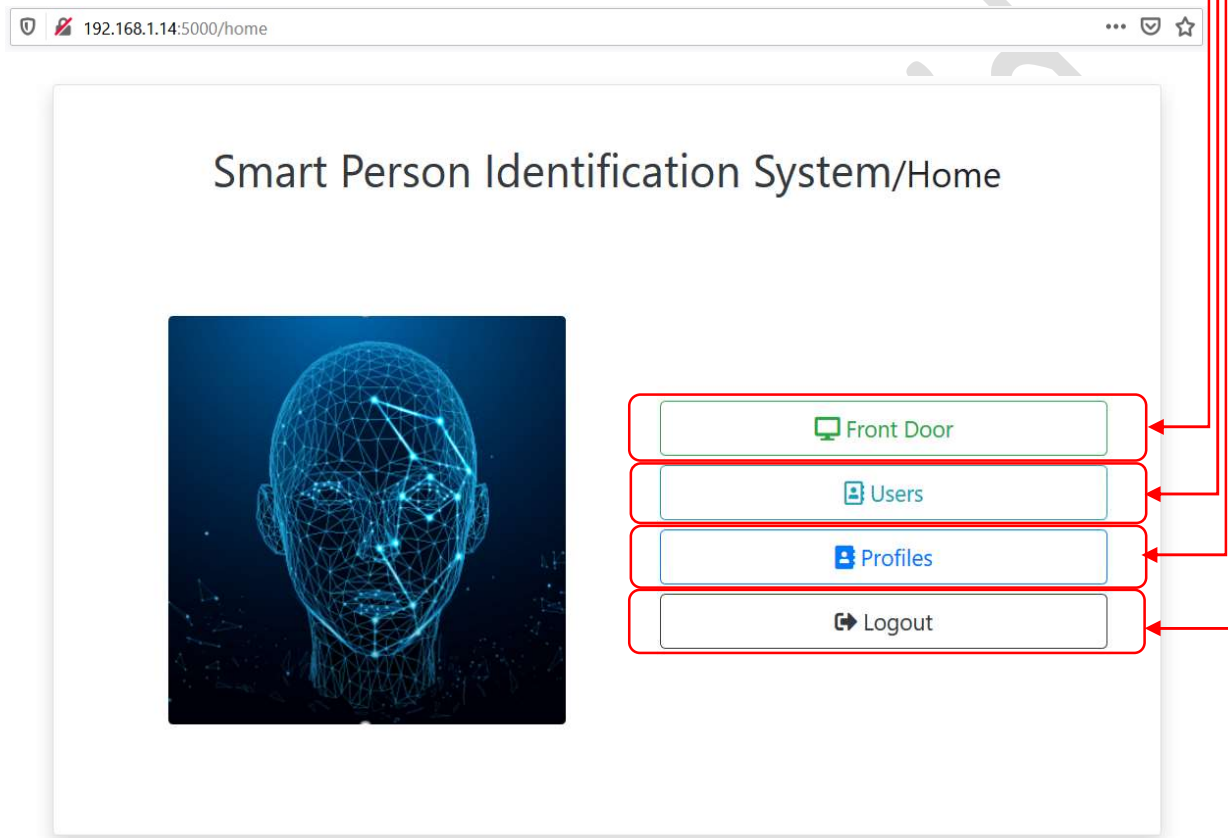 192.168.1.14:5000/home
Smart Person Identification System/Home
Front Door
Users
Profiles
Logout